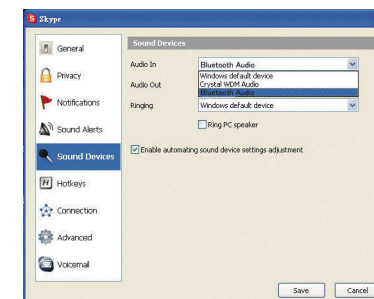 Skype
General
Privacy
Notifications
Sound Alerts
Sound Devices
Hotkeys
Connection
Advanced
Voicemail
Sound Devices
Audio In
Bluetooth Audio
Windows default device
Crystal WDM Audio
Bluetooth Audio
Audio Out
Ringing
Windows default device
Ring PC speaker
Enable automating sound device settings adjustment
Save
Cancel